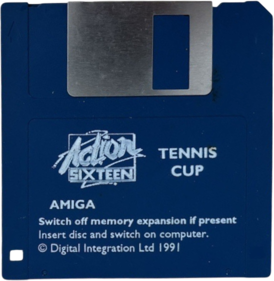 Action
SIXTEEN
TENNIS
CUP
AMIGA
Switch off memory expansion if present
Insert disc and switch on computer.
© Digital Integration Ltd 1991